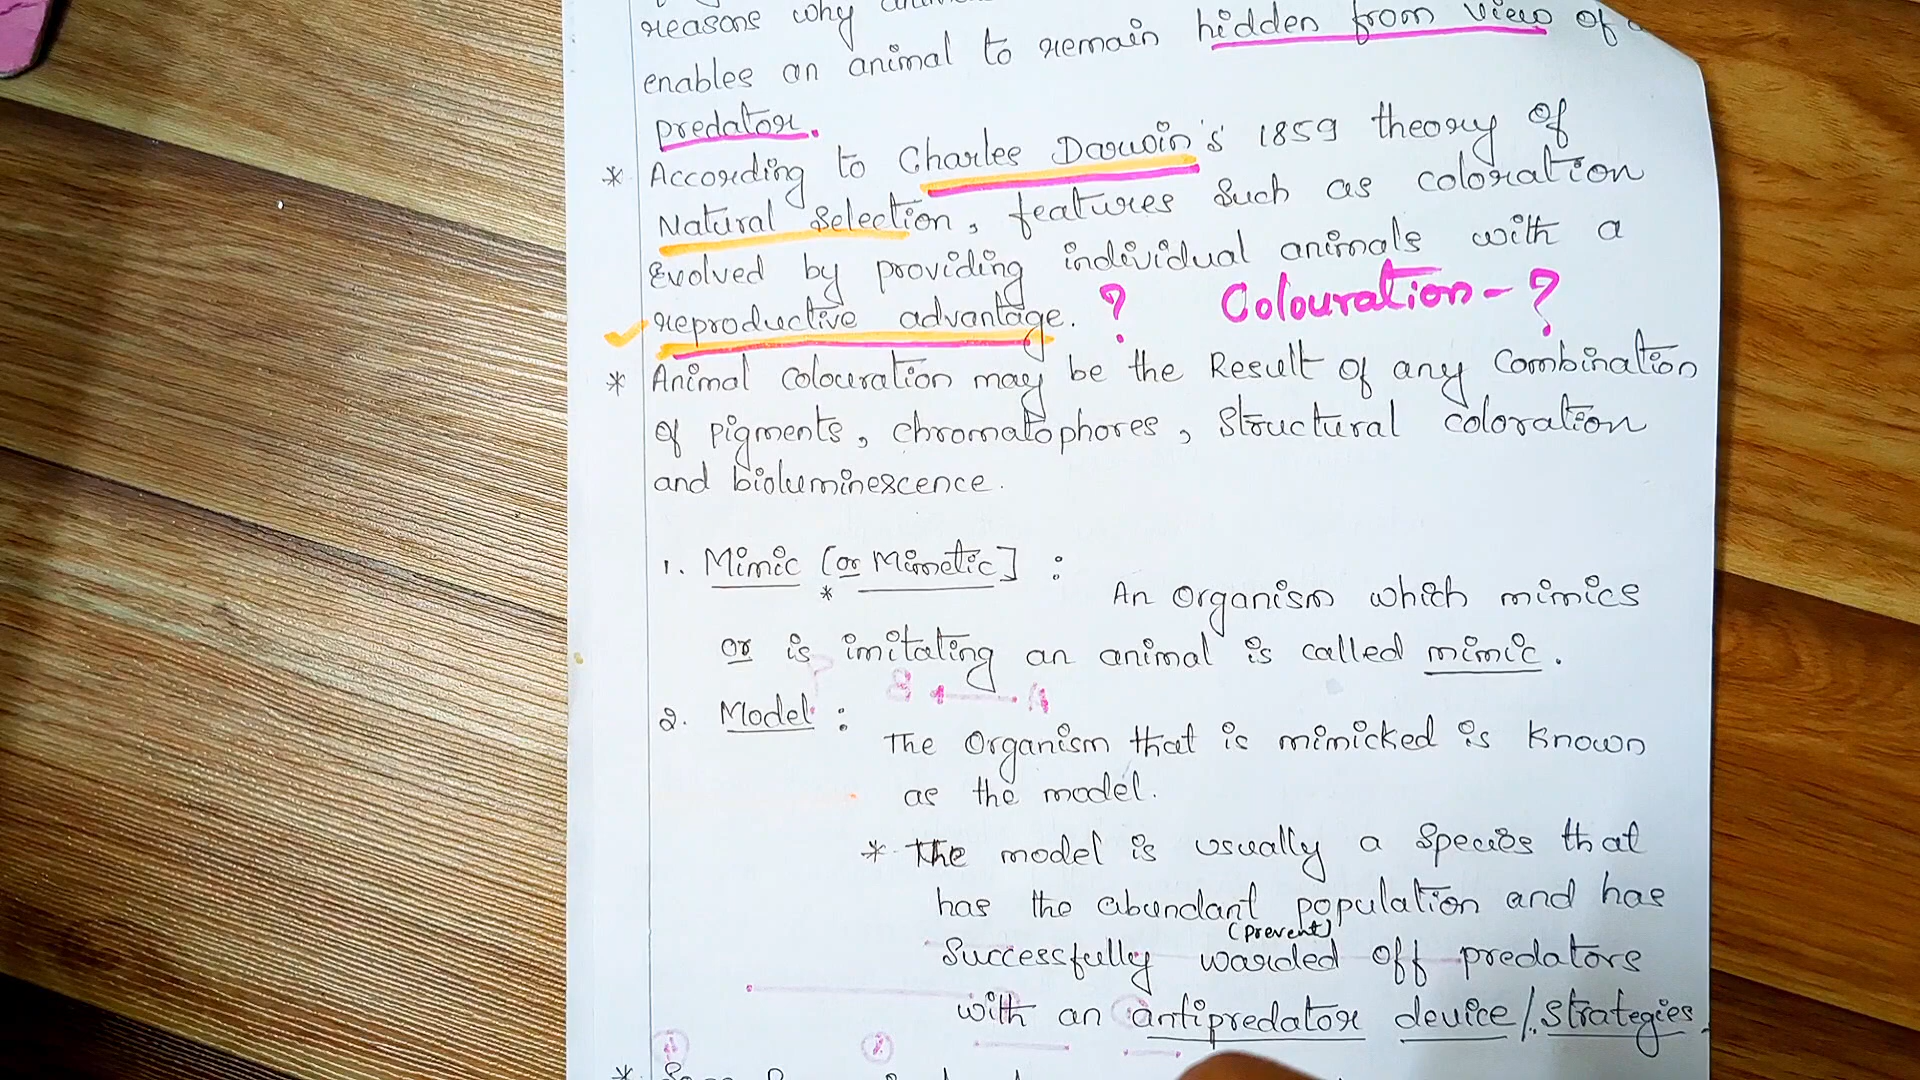 reasons why
enables an animal to remain hidden from view of a
predator.
* According to Charles Darwin's 1859 theory of
Natural Selection, features such as coloration
Evolved by providing individual animals with a
reproductive advantage. ? Colouration - ?
* Animal colouration may be the Result of any Combination
of pigments, chromatophores, structural coloration
and bioluminescence.
1. Mimic [or Mimetic] :
* An Organism which mimics
or is imitating an animal is called mimic.
2. Model :
The Organism that is mimicked is Known
as the model.
* The model is usually a Species that
has the abundant population and has
(prevent)
Successfully warded off predators
with an antipredator device/strategies.